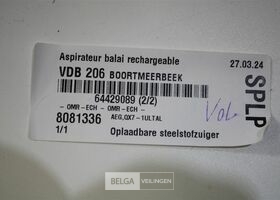 Aspirateur balai rechargeable
27.03.24
VDB 206 BOORTMEERBEEK
64429089 (2/2)
- OMR-ECH - OMR-ECH -
8081336 AEG,QX7-1ULTAL
1/1 Oplaadbare steelstofzuiger
SPLP
Vol
BELGA VEILINGEN